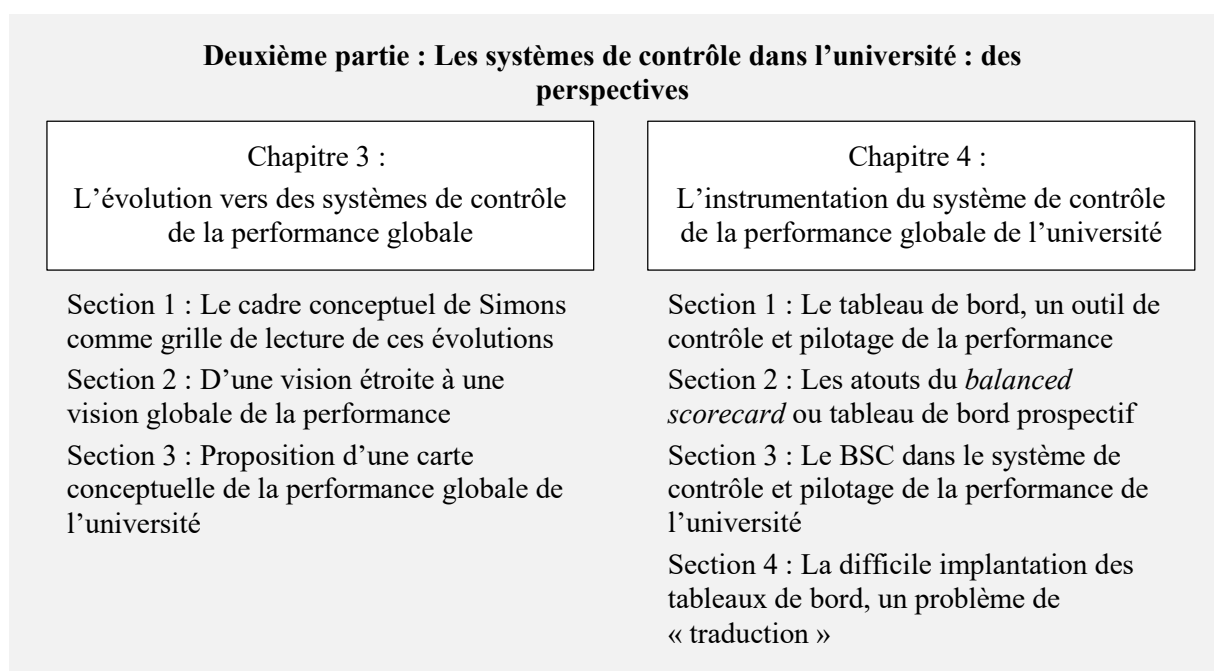 Deuxième partie : Les systèmes de contrôle dans l’université : des
perspectives
Chapitre 3 :
L’évolution vers des systèmes de contrôle
de la performance globale
Section 1 : Le cadre conceptuel de Simons
comme grille de lecture de ces évolutions
Section 2 : D’une vision étroite à une
vision globale de la performance
Section 3 : Proposition d’une carte
conceptuelle de la performance globale de
l’université
Chapitre 4 :
L’instrumentation du système de contrôle
de la performance globale de l’université
Section 1 : Le tableau de bord, un outil de
contrôle et pilotage de la performance
Section 2 : Les atouts du balanced
scorecard ou tableau de bord prospectif
Section 3 : Le BSC dans le système de
contrôle et pilotage de la performance de
l’université
Section 4 : La difficile implantation des
tableaux de bord, un problème de
« traduction »